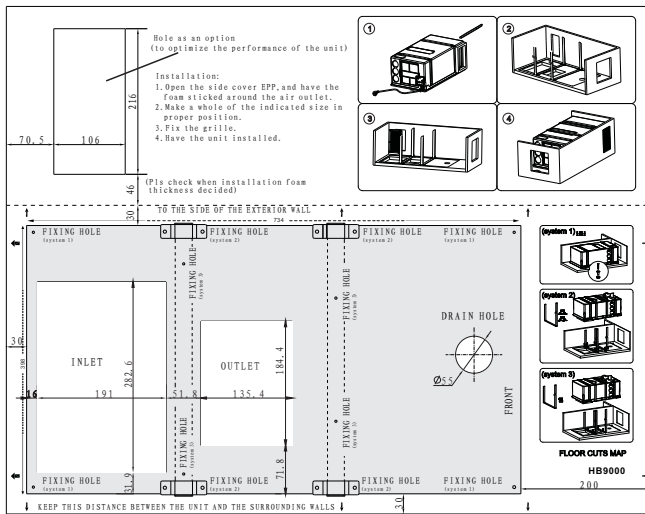 Hole as an option
(to optimize the performance of the unit)
Installation:
1. Open the side cover EPP, and have the
foam sticked around the air outlet.
2. Make a whole of the indicated size in
proper position.
3. Fix the grille.
4. Have the unit installed.
216
70.5
106
46
(Pls check when installation foam
thickness decided)
1
2
3
4
30
TO THE SIDE OF THE EXTERIOR WALL
734
FIXING HOLE
(system 1)
FIXING HOLE
(system 2)
FIXING HOLE
(system 2)
FIXING HOLE
(system 1)
FIXING HOLE
(system 3)
FIXING HOLE
(system 3)
FIXING HOLE
(system 3)
FIXING HOLE
(system 3)
30
398
INLET
282.6
16
191
51.8
OUTLET
184.4
135.4
DRAIN HOLE
Ø55
FRONT
31.9
71.8
FIXING HOLE
(system 1)
FIXING HOLE
(system 2)
FIXING HOLE
(system 2)
FIXING HOLE
(system 1)
KEEP THIS DISTANCE BETWEEN THE UNIT AND THE SURROUNDING WALLS
30
(system 1)
(system 2)
(system 3)
FLOOR CUTS MAP
HB9000
200